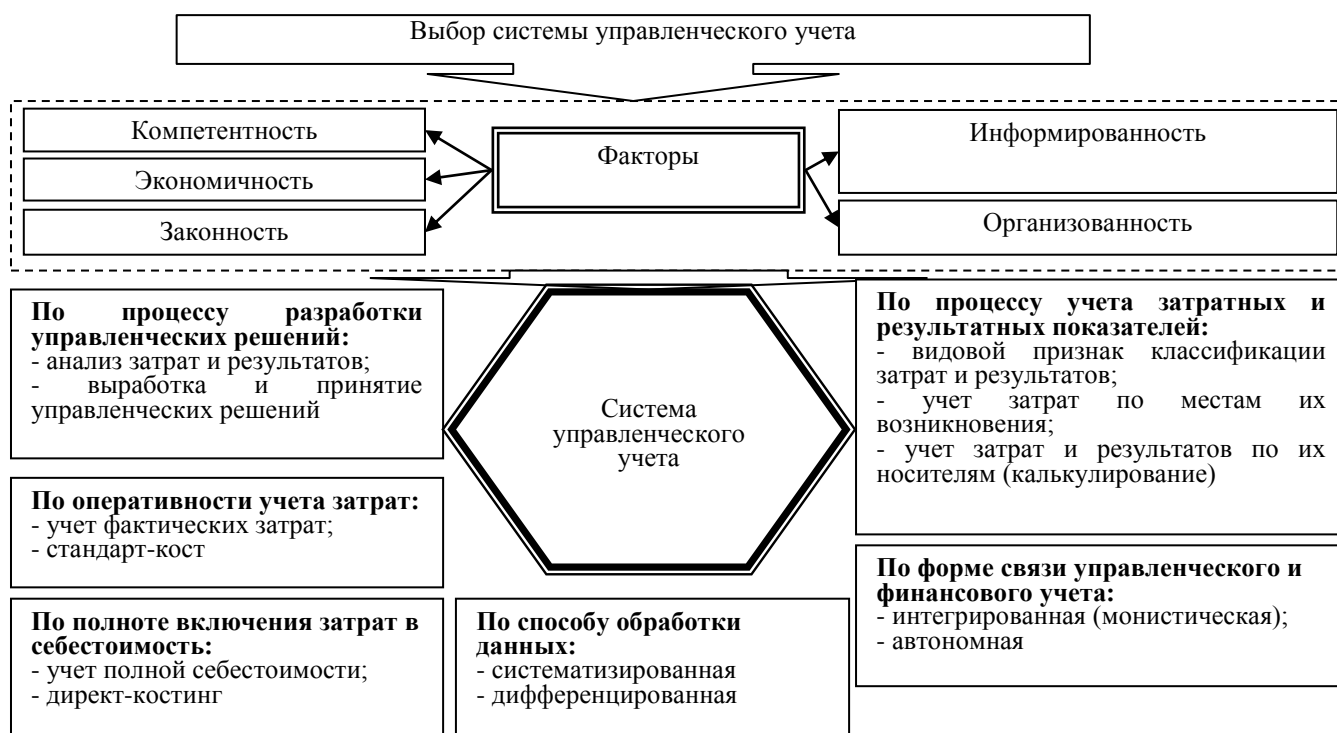 Выбор системы управленческого учета
Компетентность
Экономичность
Законность
Факторы
Информированность
Организованность
По процессу разработки
управленческих решений:
- анализ затрат и результатов;
- выработка и принятие
управленческих решений
По оперативности учета затрат:
- учет фактических затрат;
- стандарт-кост
По полноте включения затрат в
себестоимость:
- учет полной себестоимости;
- директ-костинг
Система
управленческого
учета
По способу обработки
данных:
- систематизированная
- дифференцированная
По процессу учета затратных и
результатных показателей:
- видовой признак классификации
затрат и результатов;
- учет затрат по местам их
возникновения;
- учет затрат и результатов по их
носителям (калькулирование)
По форме связи управленческого и
финансового учета:
- интегрированная (монистическая);
- автономная